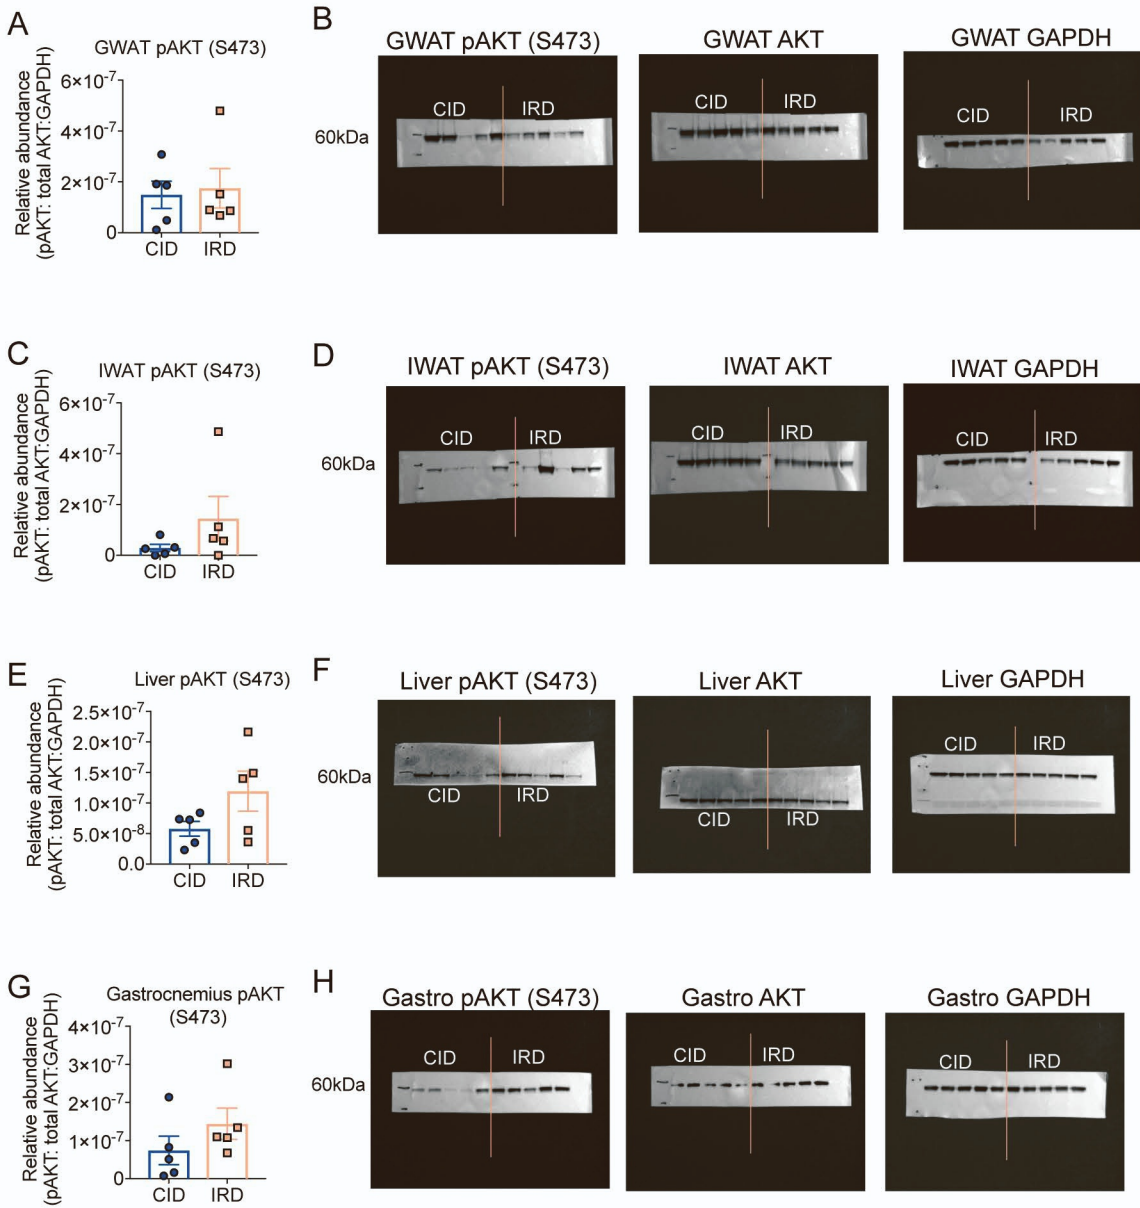 A
GWAT pAKT (S473)
Relative abundance
(pAKT: total AKT:GAPDH)
6×10-7
4×10-7
2×10-7
0
CID
IRD
B
GWAT pAKT (S473)
GWAT AKT
GWAT GAPDH
60kDa
CID
IRD
CID
IRD
CID
IRD
C
IWAT pAKT (S473)
Relative abundance
(pAKT: total AKT:GAPDH)
6×10-7
4×10-7
2×10-7
0
CID
IRD
D
IWAT pAKT (S473)
IWAT AKT
IWAT GAPDH
60kDa
CID
IRD
CID
IRD
CID
IRD
E
Liver pAKT (S473)
Relative abundance
(pAKT: total AKT:GAPDH)
2.5×10-7
2.0×10-7
1.5×10-7
1.0×10-7
5.0×10-8
0.0
CID
IRD
F
Liver pAKT (S473)
Liver AKT
Liver GAPDH
60kDa
CID
IRD
CID
IRD
CID
IRD
G
Gastrocnemius pAKT
(S473)
Relative abundance
(pAKT: total AKT:GAPDH)
4×10-7
3×10-7
2×10-7
1×10-7
0
CID
IRD
H
Gastro pAKT (S473)
Gastro AKT
Gastro GAPDH
60kDa
CID
IRD
CID
IRD
CID
IRD